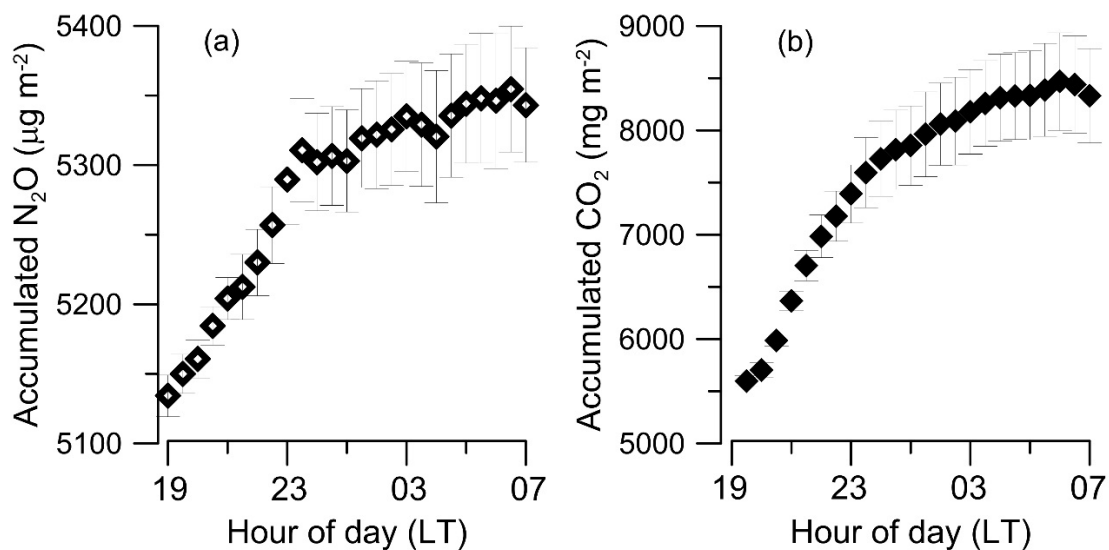 (a)
Accumulated N₂O (μg m⁻²)
5400
5300
5200
5100
19
23
03
07
Hour of day (LT)
(b)
Accumulated CO₂ (mg m⁻²)
9000
8000
7000
6000
5000
19
23
03
07
Hour of day (LT)